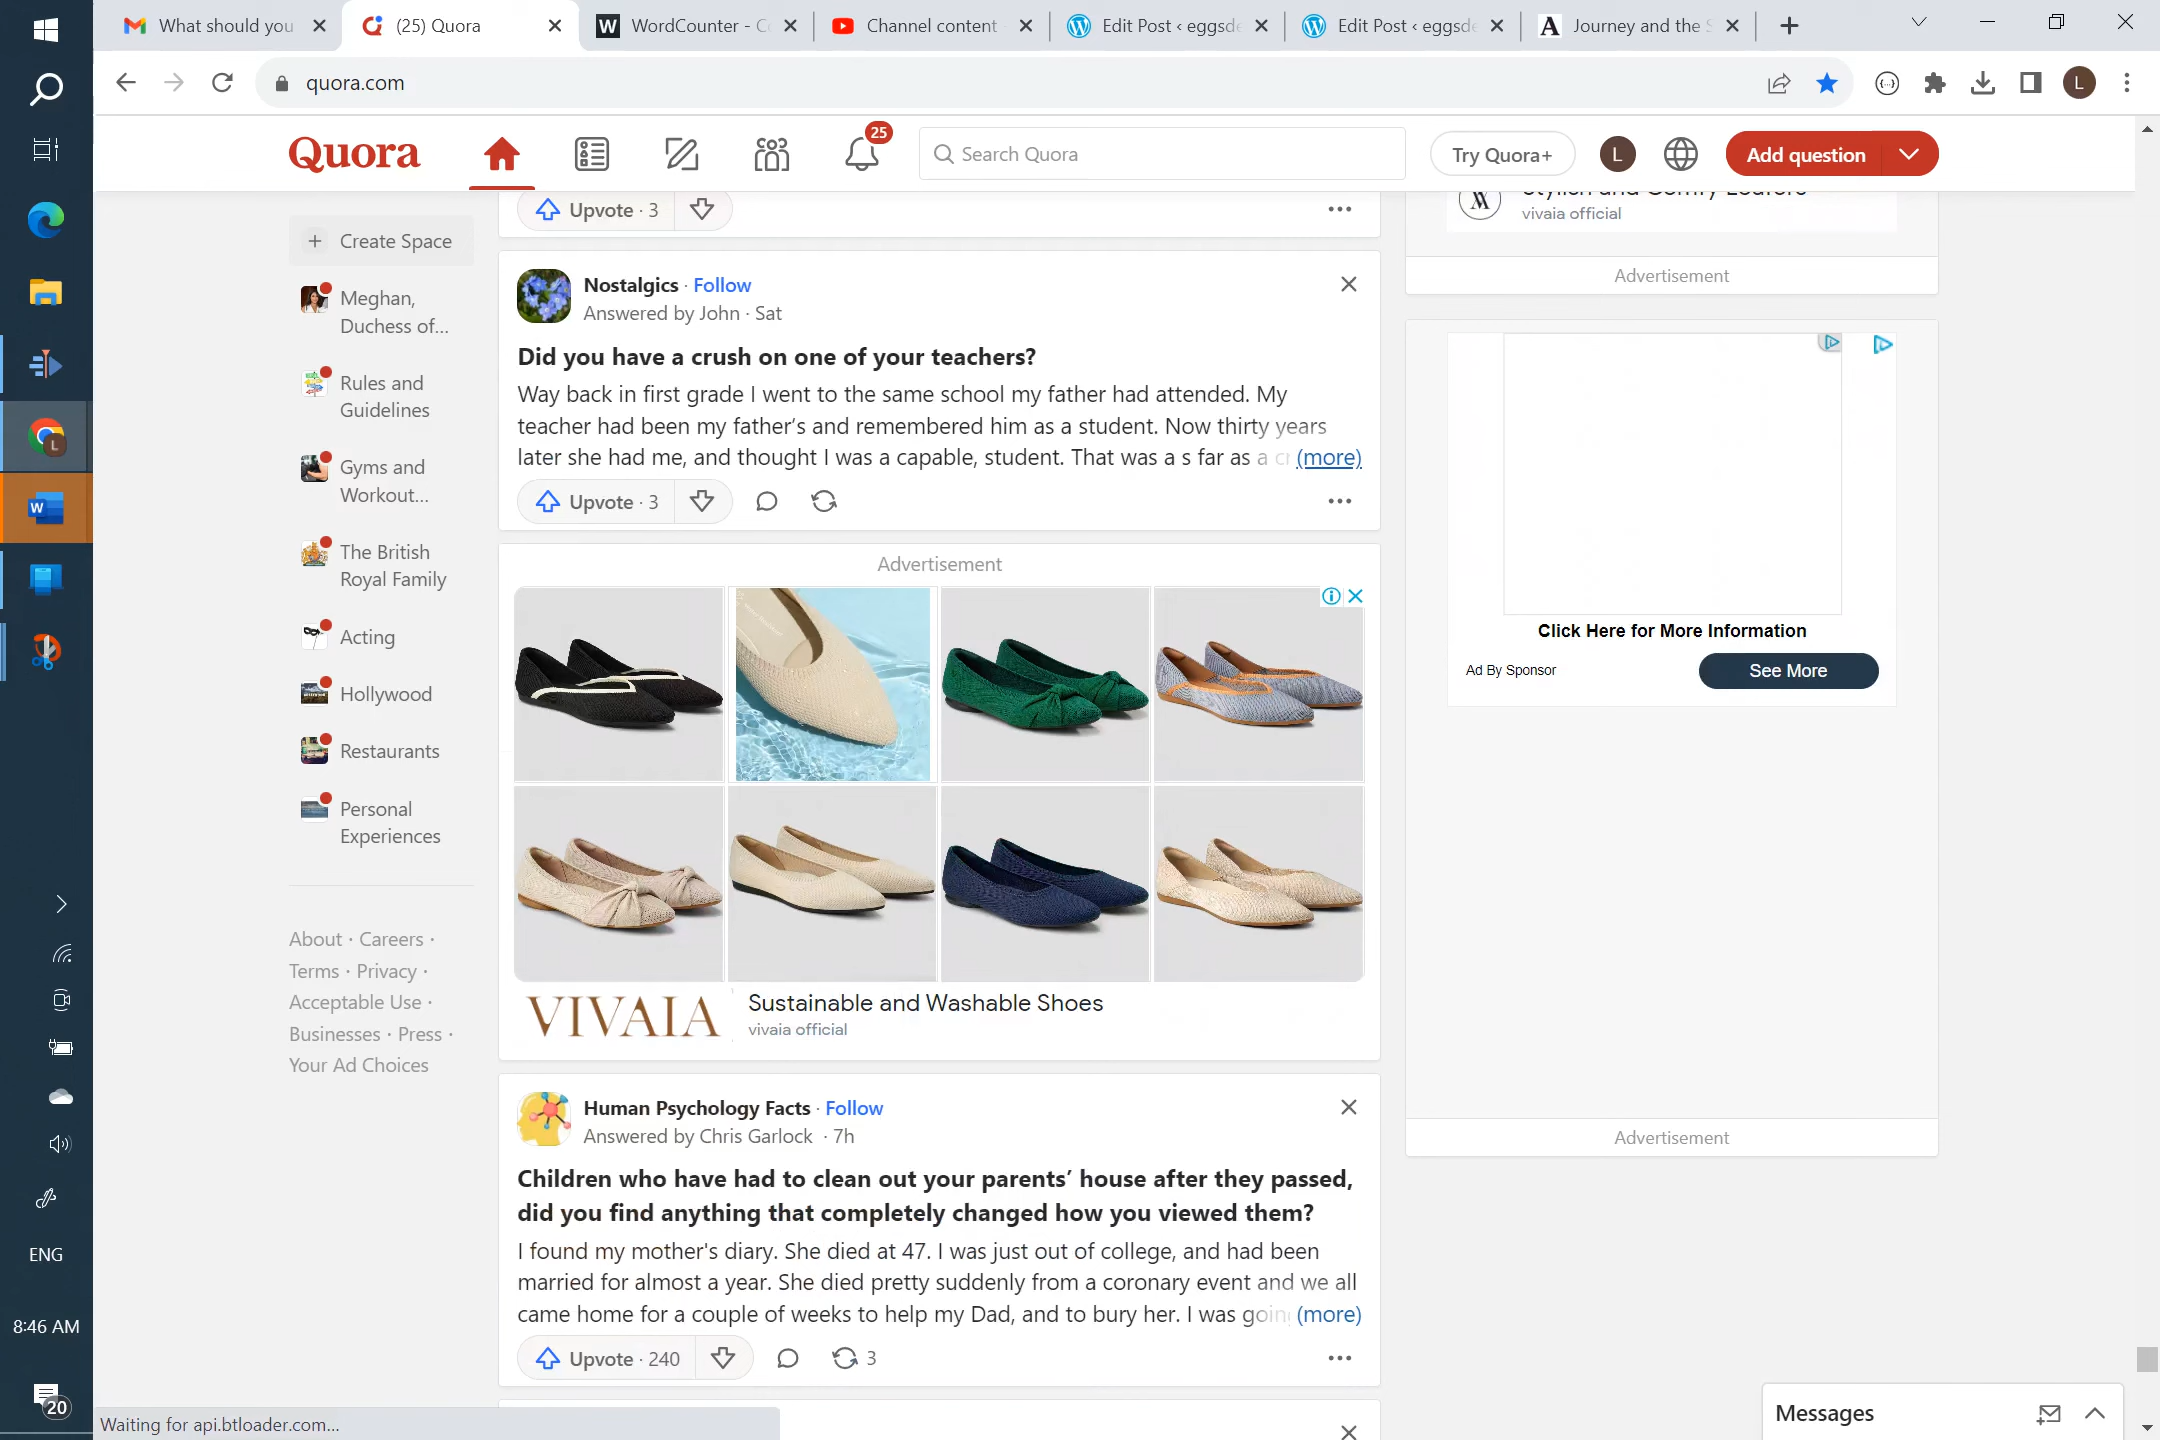 What should you
(25) Quora
WordCounter - C
Channel content
Edit Post ‹ eggsde
Edit Post ‹ eggsde
Journey and the S
quora.com
L
Quora
25
Search Quora
Try Quora+
L
Add question
Create Space
Meghan,
Duchess of...
Rules and
Guidelines
Gyms and
Workout...
The British
Royal Family
Acting
Hollywood
Restaurants
Personal
Experiences
About · Careers ·
Terms · Privacy ·
Acceptable Use ·
Businesses · Press ·
Your Ad Choices
Upvote · 3
Nostalgics · Follow
Answered by John · Sat
Did you have a crush on one of your teachers?
Way back in first grade I went to the same school my father had attended. My
teacher had been my father's and remembered him as a student. Now thirty years
later she had me, and thought I was a capable, student. That was a s far as a cr (more)
Upvote · 3
Advertisement
VIVAIA
Sustainable and Washable Shoes
vivaia official
Human Psychology Facts · Follow
Answered by Chris Garlock · 7h
Children who have had to clean out your parents' house after they passed,
did you find anything that completely changed how you viewed them?
I found my mother's diary. She died at 47. I was just out of college, and had been
married for almost a year. She died pretty suddenly from a coronary event and we all
came home for a couple of weeks to help my Dad, and to bury her. I was going (more)
Upvote · 240
3
Stylish and Comfy Loafers
vivaia official
Advertisement
Click Here for More Information
Ad By Sponsor
See More
Advertisement
Messages
ENG
8:46 AM
20
Waiting for api.btloader.com...